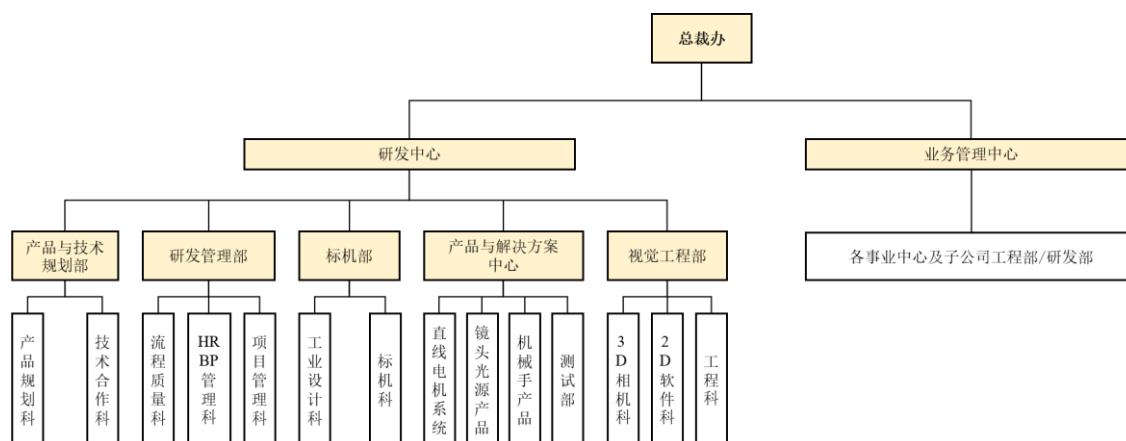 总裁办
研发中心
业务管理中心
产品与技术
规划部
研发管理部
标机部
产品与解决方案
中心
视觉工程部
各事业中心及子公司工程部/研发部
产品规划科
技术合作科
流程质量科
HRBP管理科
项目管理科
工业设计科
标机科
直线电机系统
镜头光源产品
机械手产品
测试部
3D相机科
2D软件科
工程科